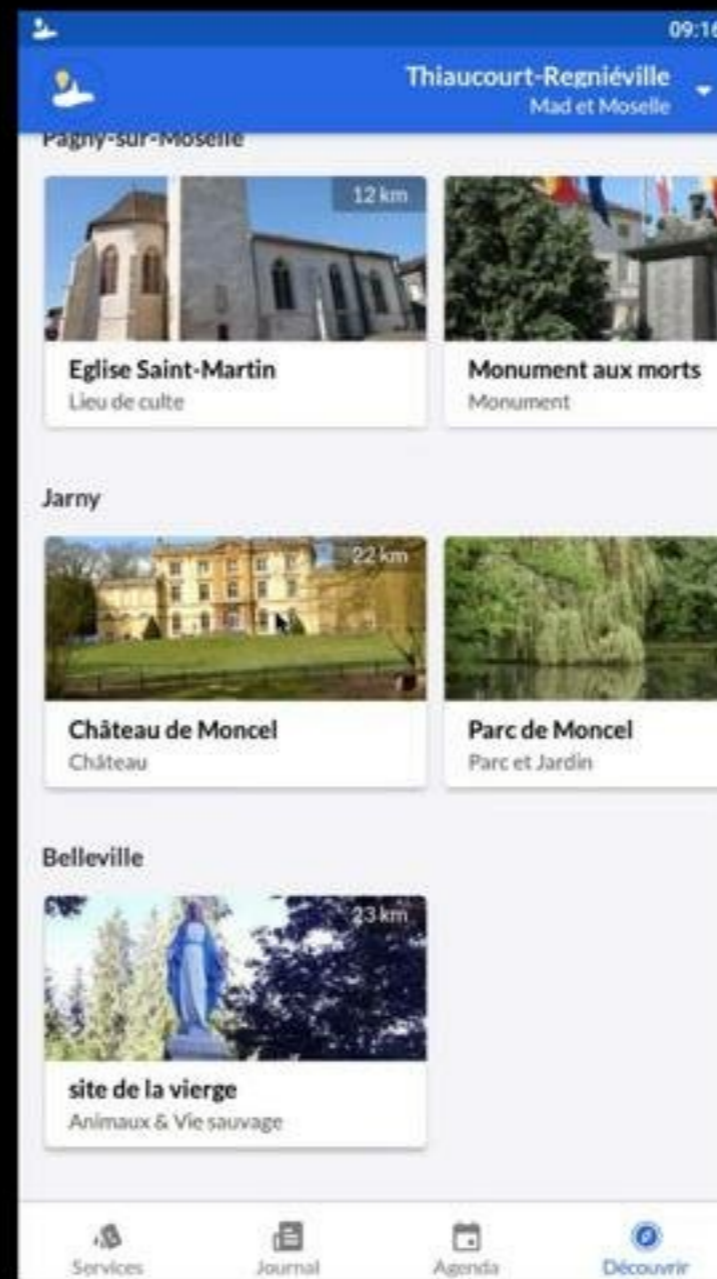 09:16
Thiaucourt-Regniéville
Mad et Moselle
Pagny-sur-Moselle
12 km
Eglise Saint-Martin
Lieu de culte
Monument aux morts
Monument
Jarny
22 km
Château de Moncel
Château
Parc de Moncel
Parc et Jardin
Belleville
23 km
site de la vierge
Animaux & Vie sauvage
Services
Journal
Agenda
Découvrir